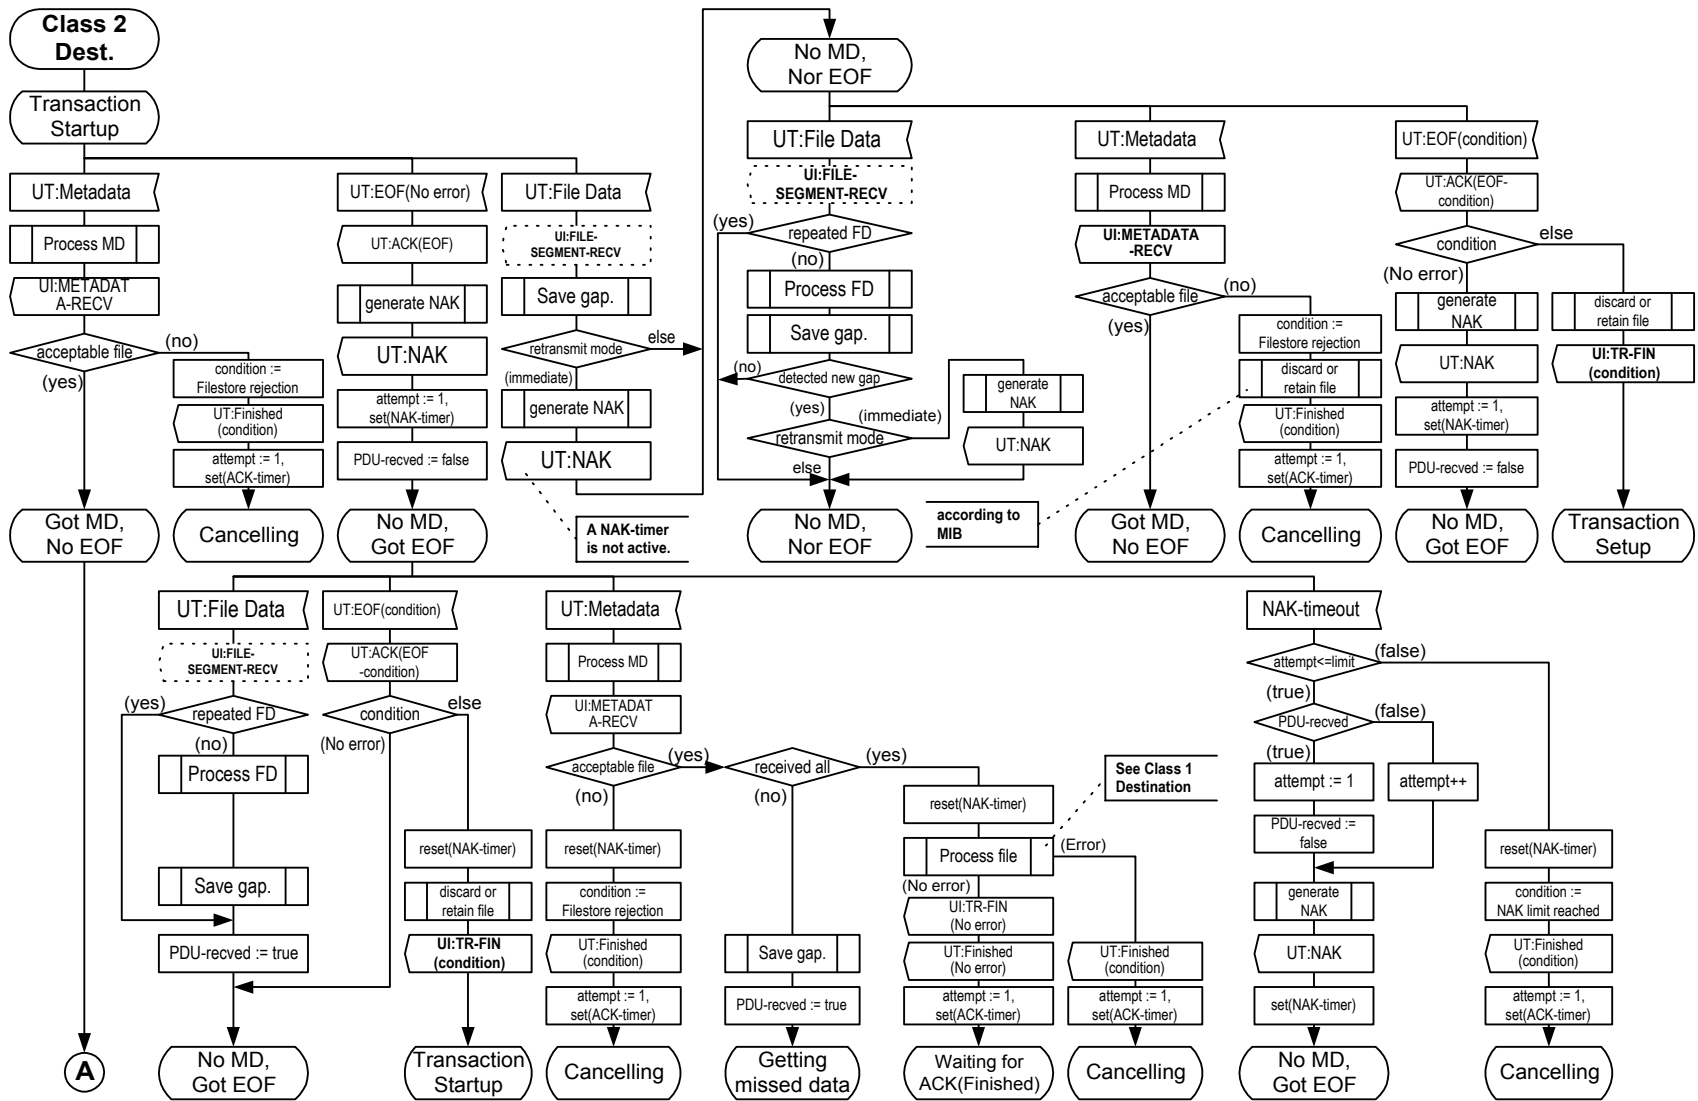 Class 2
Dest.
Transaction
Startup
UT:Metadata
Process MD
UI:METADAT
A-RECV
acceptable file
(no)
(yes)
condition :=
Filestore rejection
UT:Finished
(condition)
attempt := 1,
set(ACK-timer)
Got MD,
No EOF
Cancelling
UT:EOF(No error)
UT:ACK(EOF)
generate NAK
UT:NAK
attempt := 1,
set(NAK-timer)
PDU-recved := false
No MD,
Got EOF
UT:File Data
UI:FILE-
SEGMENT-RECV
Save gap.
retransmit mode
else
(immediate)
generate NAK
UT:NAK
A NAK-timer
is not active.
No MD,
Nor EOF
UT:File Data
UI:FILE-
SEGMENT-RECV
(yes)
repeated FD
(no)
Process FD
Save gap.
(no)
detected new gap
(yes)
(immediate)
retransmit mode
else
generate
NAK
UT:NAK
No MD,
Nor EOF
according to
MIB
UT:Metadata
Process MD
UI:METADATA
-RECV
acceptable file
(no)
(yes)
condition :=
Filestore rejection
discard or
retain file
UT:Finished
(condition)
attempt := 1,
set(ACK-timer)
Got MD,
No EOF
Cancelling
UT:EOF(condition)
UT:ACK(EOF-
condition)
condition
else
(No error)
generate
NAK
UT:NAK
attempt := 1,
set(NAK-timer)
PDU-recved := false
No MD,
Got EOF
discard or
retain file
UI:TR-FIN
(condition)
Transaction
Setup
UT:File Data
UI:FILE-
SEGMENT-RECV
(yes)
repeated FD
(no)
Process FD
Save gap.
PDU-recved := true
No MD,
Got EOF
UT:EOF(condition)
UT:ACK(EOF
-condition)
condition
else
(No error)
reset(NAK-timer)
discard or
retain file
UI:TR-FIN
(condition)
Transaction
Startup
UT:Metadata
Process MD
UI:METADAT
A-RECV
acceptable file
(yes)
(no)
reset(NAK-timer)
condition :=
Filestore rejection
UT:Finished
(condition)
attempt := 1,
set(ACK-timer)
Cancelling
received all
(yes)
(no)
Save gap.
PDU-recved := true
Getting
missed data
reset(NAK-timer)
Process file
(Error)
(No error)
UI:TR-FIN
(No error)
UT:Finished
(No error)
attempt := 1,
set(ACK-timer)
Waiting for
ACK(Finished)
UT:Finished
(condition)
attempt := 1,
set(ACK-timer)
Cancelling
See Class 1
Destination
NAK-timeout
attempt<=limit
(false)
(true)
PDU-recved
(false)
(true)
attempt := 1
attempt++
PDU-recved :=
false
generate
NAK
UT:NAK
set(NAK-timer)
No MD,
Got EOF
reset(NAK-timer)
condition :=
NAK limit reached
UT:Finished
(condition)
attempt := 1,
set(ACK-timer)
Cancelling
A